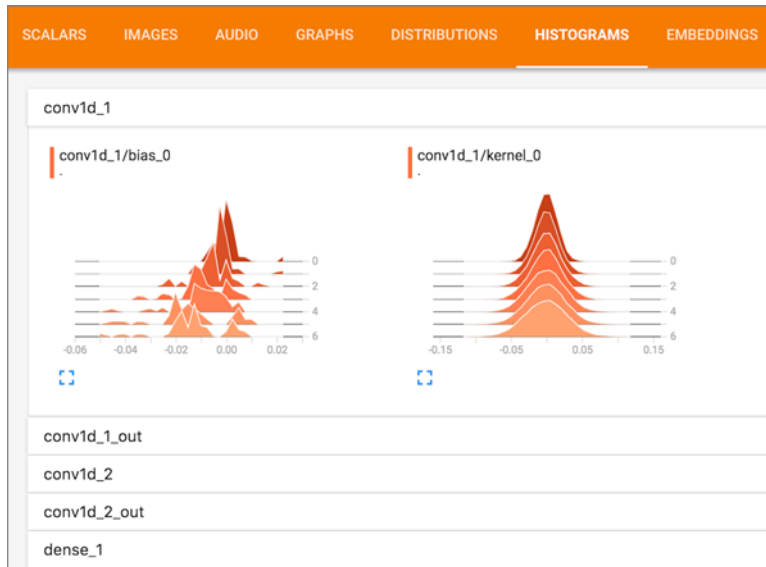 SCALARS IMAGES AUDIO GRAPHS DISTRIBUTIONS HISTOGRAMS EMBEDDINGS
conv1d_1
conv1d_1/bias_0
.
0
2
4
6
-0.06 -0.04 -0.02 0.00 0.02
conv1d_1/kernel_0
.
0
2
4
6
-0.15 -0.05 0.05 0.15
conv1d_1_out
conv1d_2
conv1d_2_out
dense_1